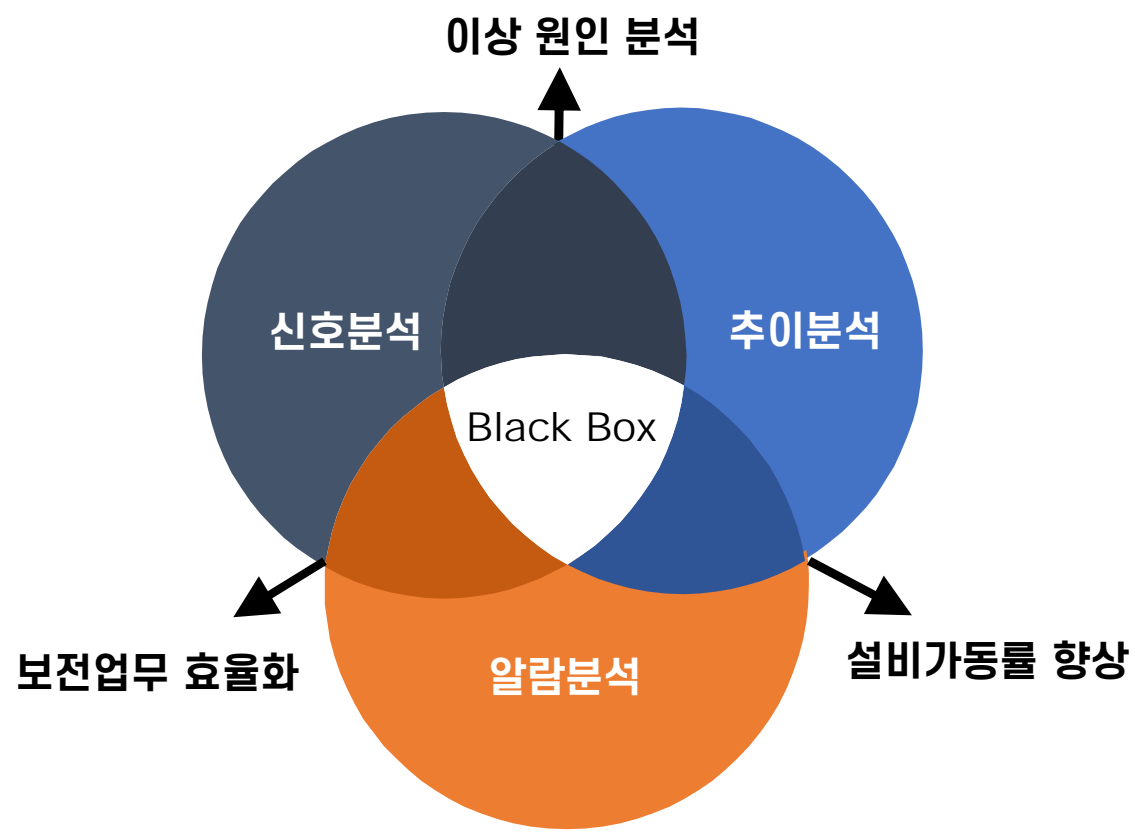 이상 원인 분석
신호분석
추이분석
Black Box
보전업무 효율화
설비가동률 향상
알람분석